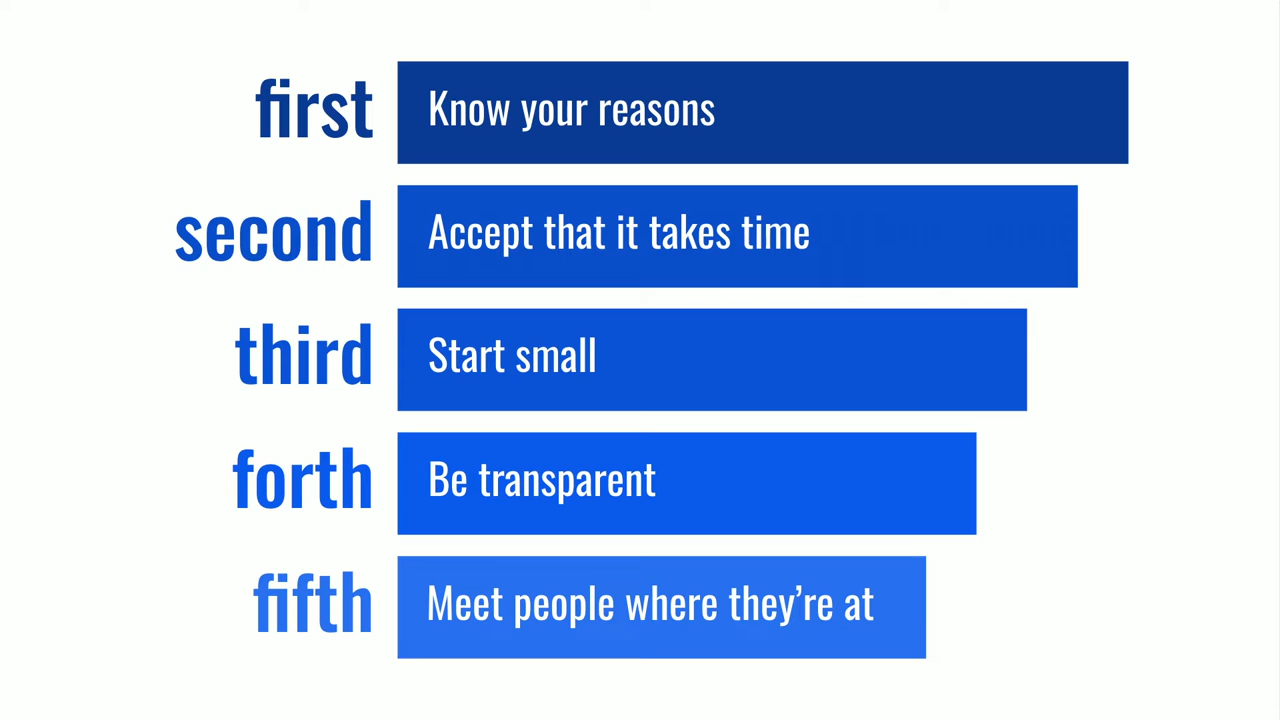 first Know your reasons
second Accept that it takes time
third Start small
forth Be transparent
fifth Meet people where they’re at